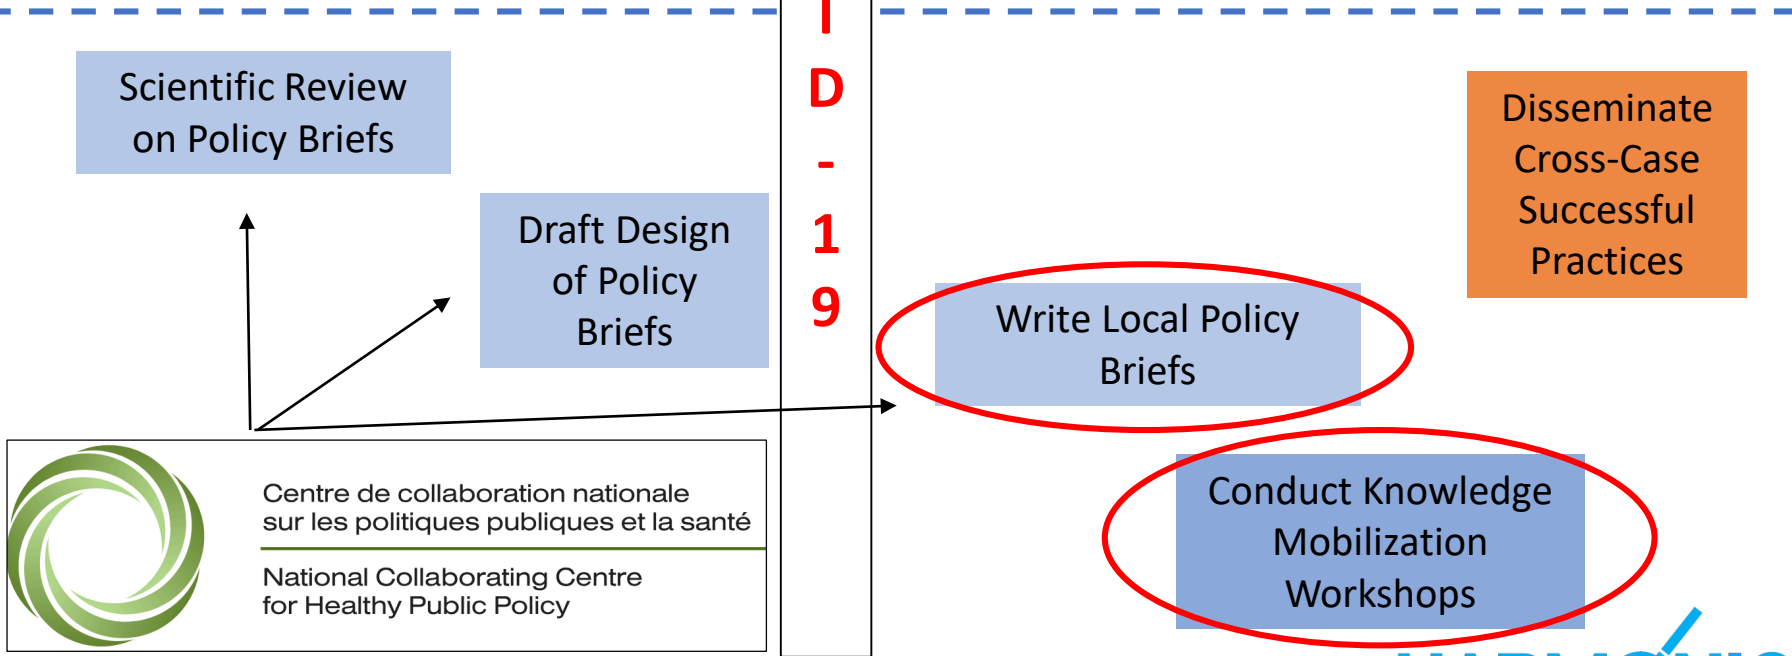 Scientific Review
on Policy Briefs
Draft Design
of Policy
Briefs
I
D
-
1
9
Write Local Policy
Briefs
Disseminate
Cross-Case
Successful
Practices
Conduct Knowledge
Mobilization
Workshops
Centre de collaboration nationale
sur les politiques publiques et la santé
National Collaborating Centre
for Healthy Public Policy